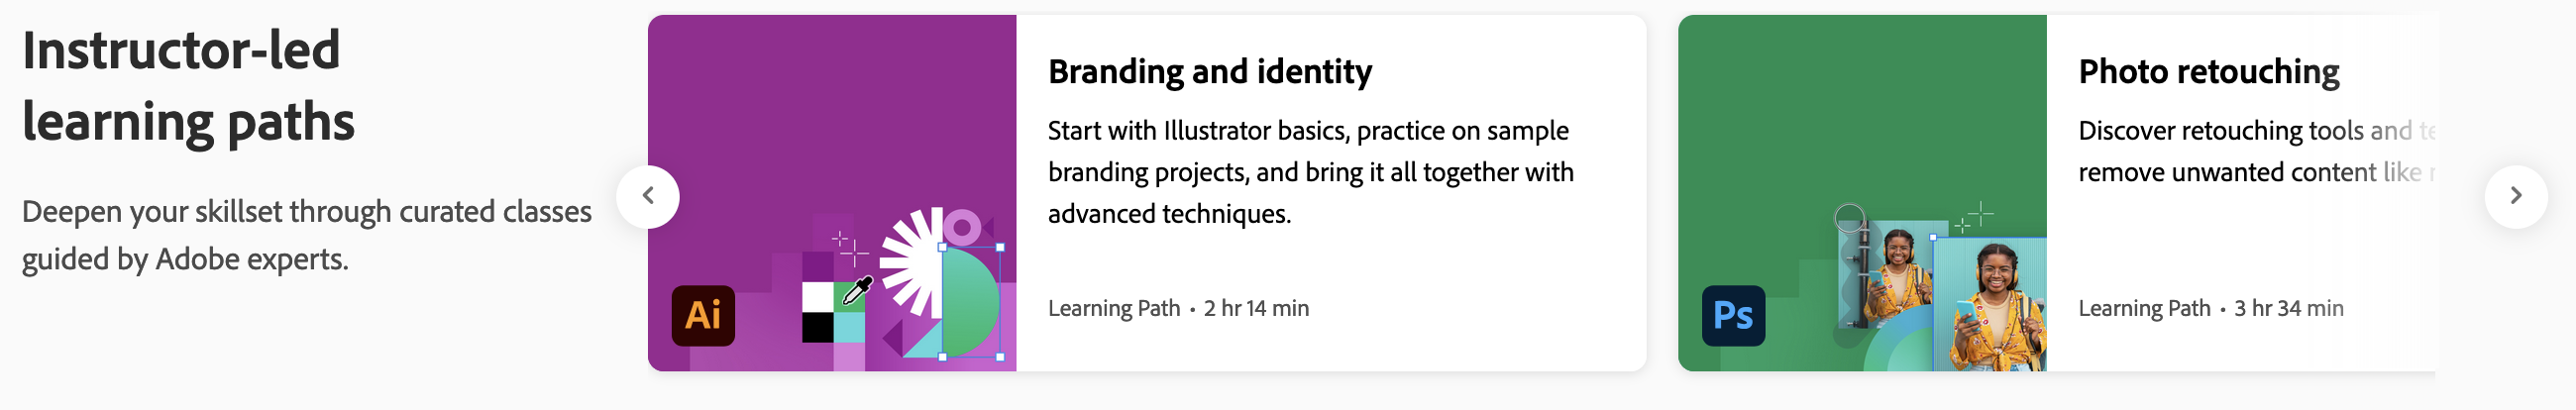 Instructor-led
learning paths
Deepen your skillset through curated classes
guided by Adobe experts.
Ai
Branding and identity
Start with Illustrator basics, practice on sample
branding projects, and bring it all together with
advanced techniques.
Learning Path • 2 hr 14 min
Ps
Photo retouching
Discover retouching tools and
remove unwanted content like
Learning Path • 3 hr 34 min